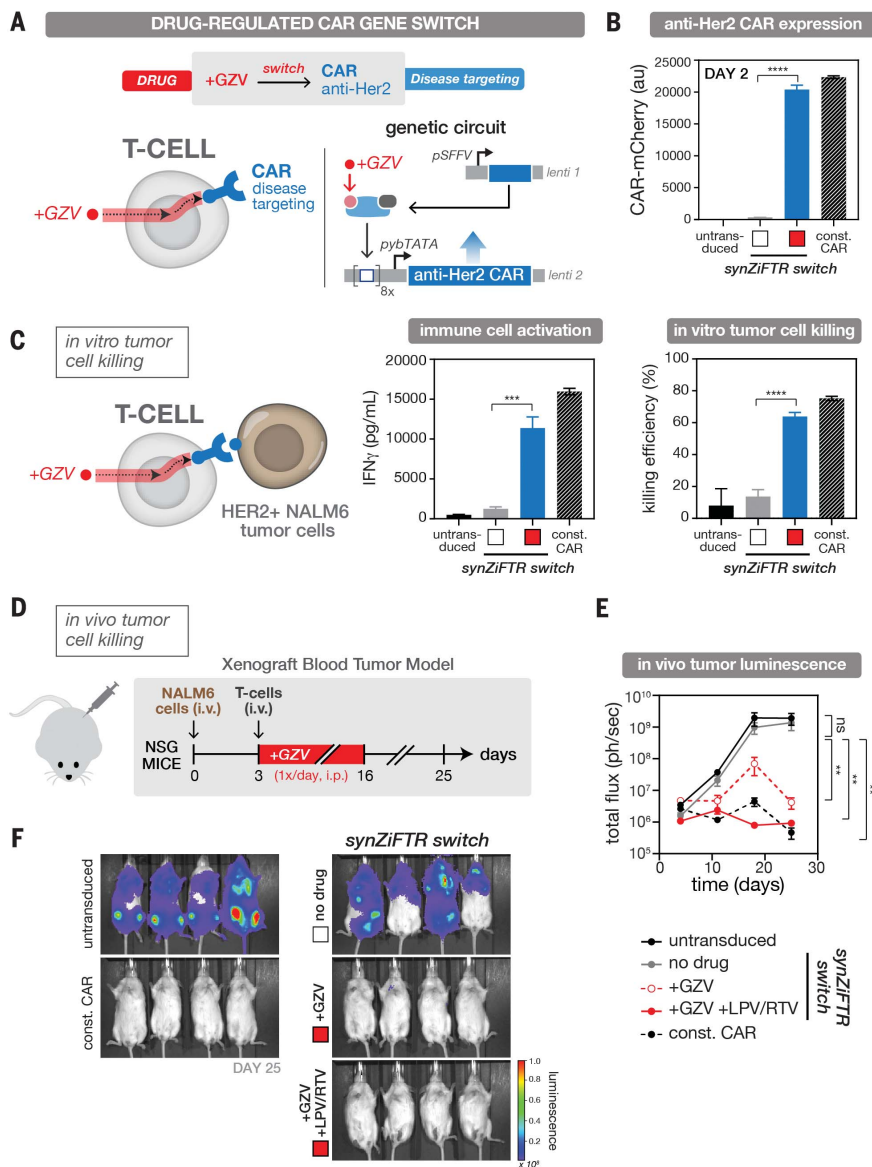 A
DRUG-REGULATED CAR GENE SWITCH
DRUG
+GZV
switch
CAR
anti-Her2
Disease targeting
T-CELL
CAR
disease
targeting
+GZV
genetic circuit
+GZV
pSFFV
lenti 1
pybTATA
8x
anti-Her2 CAR
lenti 2
B
anti-Her2 CAR expression
DAY 2
****
CAR-mCherry (au)
25000
20000
15000
10000
5000
0
untrans-
duced
const.
CAR
synZiFTR switch
C
in vitro tumor
cell killing
T-CELL
+GZV
HER2+ NALM6
tumor cells
immune cell activation
IFNγ (pg/mL)
20000
15000
10000
5000
0
***
untrans-
duced
const.
CAR
synZiFTR switch
in vitro tumor cell killing
killing efficiency (%)
100
80
60
40
20
0
****
untrans-
duced
const.
CAR
synZiFTR switch
D
in vivo tumor
cell killing
Xenograft Blood Tumor Model
NALM6
cells (i.v.)
T-cells
(i.v.)
NSG
MICE
+GZV
days
0
3
(1x/day, i.p.)
16
25
E
in vivo tumor luminescence
total flux (ph/sec)
10¹⁰
10⁹
10⁸
10⁷
10⁶
10⁵
0
10
20
30
time (days)
ns
**
**
untransduced
no drug
+GZV
+GZV +LPV/RTV
const. CAR
synZiFTR
switch
F
untransduced
const. CAR
DAY 25
synZiFTR switch
no drug
+GZV
+GZV
+LPV/RTV
1.0
0.8
0.6
0.4
0.2
luminescence